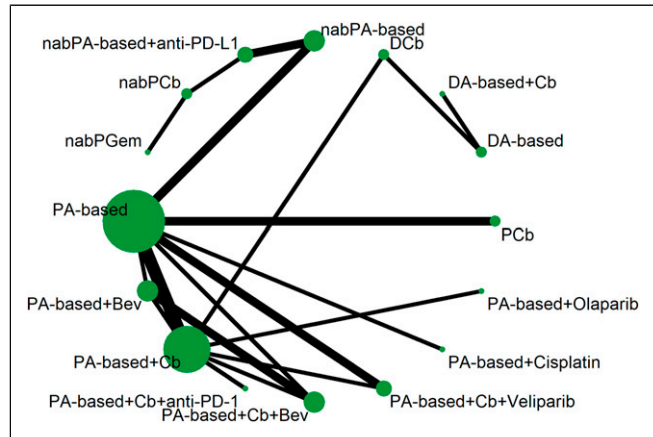 nabPA-based
nabPA-based+anti-PD-L1
DCb
nabPCb
DA-based+Cb
nabPGem
DA-based
PA-based
PCb
PA-based+Bev
PA-based+Olaparib
PA-based+Cb
PA-based+Cisplatin
PA-based+Cb+anti-PD-1
PA-based+Cb+Veliparib
PA-based+Cb+Bev